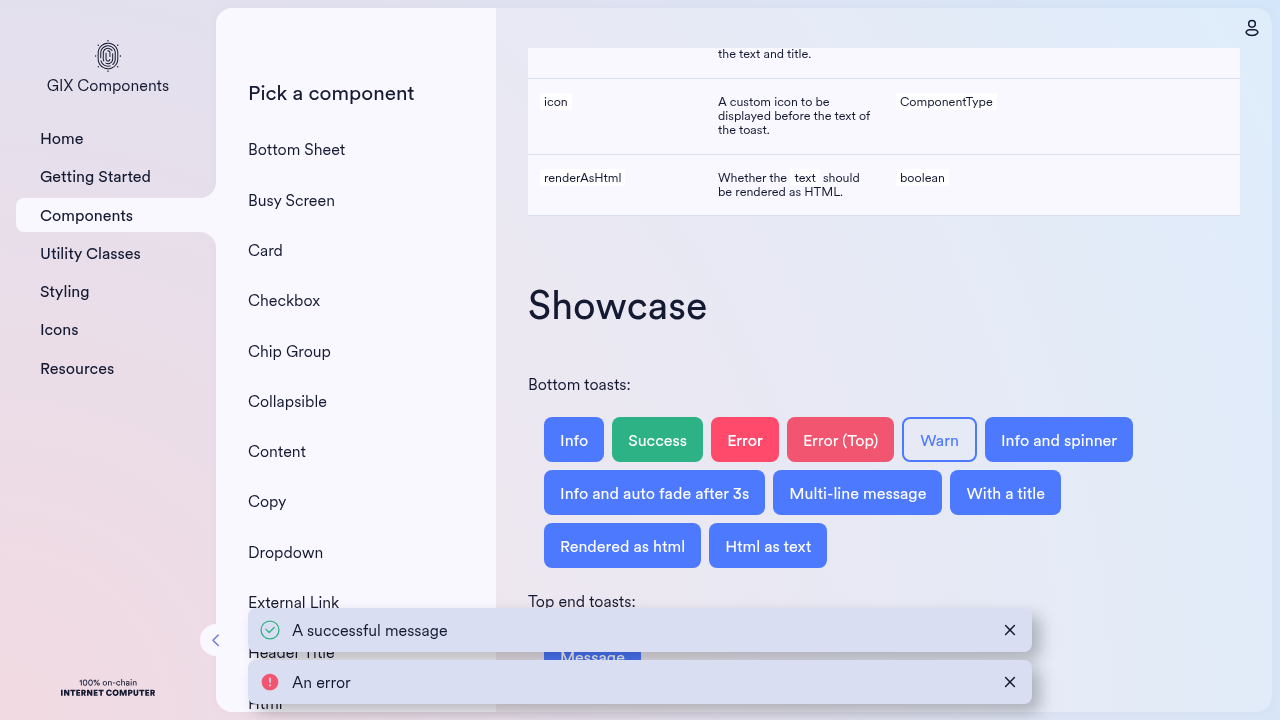 GIX Components
Home
Getting Started
Components
Utility Classes
Styling
Icons
Resources
100% on-chain
INTERNET COMPUTER
Pick a component
Bottom Sheet
Busy Screen
Card
Checkbox
Chip Group
Collapsible
Content
Copy
Dropdown
External Link
Header Title
Html
the text and title.
icon
A custom icon to be
displayed before the text of
the toast.
ComponentType
renderAsHtml
Whether the text should
be rendered as HTML.
boolean
Showcase
Bottom toasts:
Info Success Error Error (Top) Warn Info and spinner
Info and auto fade after 3s Multi-line message With a title
Rendered as html Html as text
Top end toasts:
Message
A successful message
An error